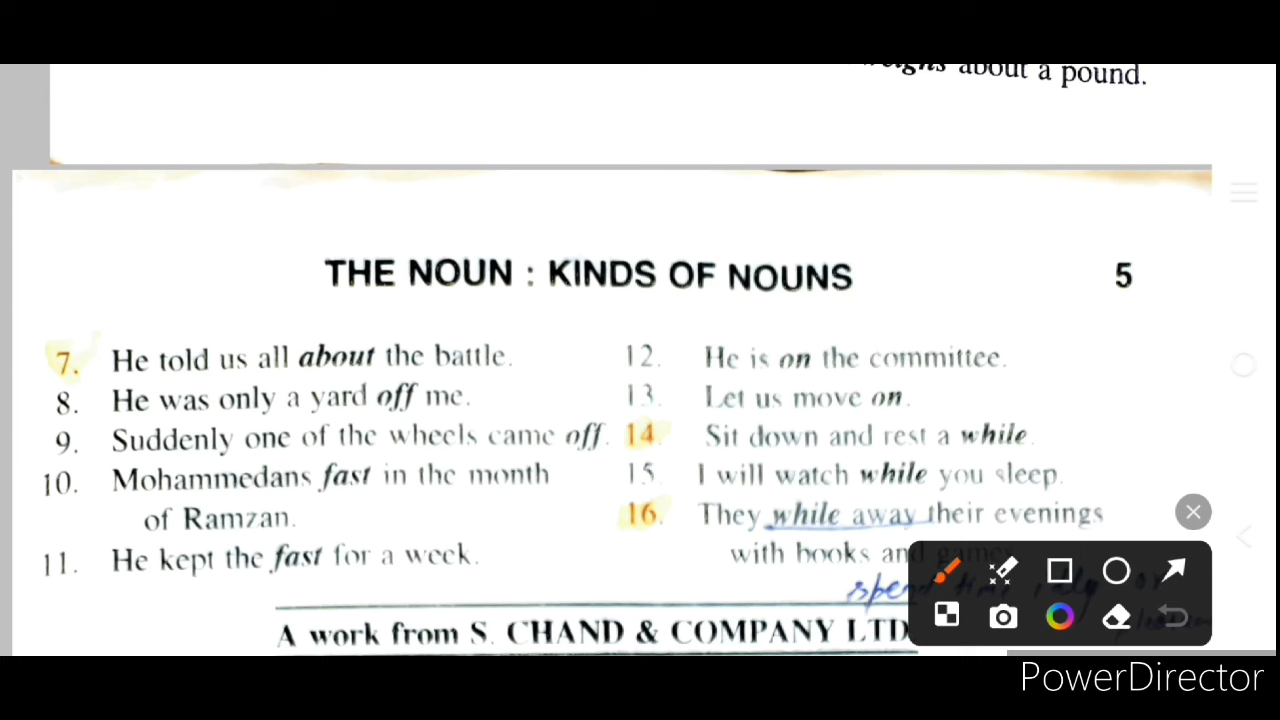 about a pound.
THE NOUN : KINDS OF NOUNS 5
7. He told us all about the battle.
8. He was only a yard off me.
9. Suddenly one of the wheels came off.
10. Mohammedans fast in the month
of Ramzan.
11. He kept the fast for a week.
12. He is on the committee.
13. Let us move on.
14. Sit down and rest a while.
15. I will watch while you sleep.
16. They while away their evenings
with books and games
spend
A work from S. CHAND & COMPANY LTD
PowerDirector